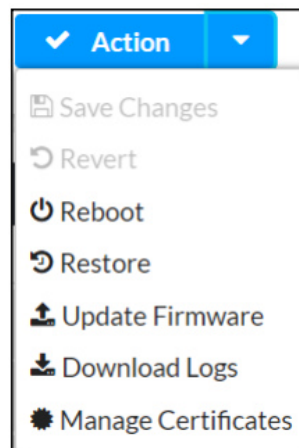 Action
Save Changes
Revert
Reboot
Restore
Update Firmware
Download Logs
Manage Certificates